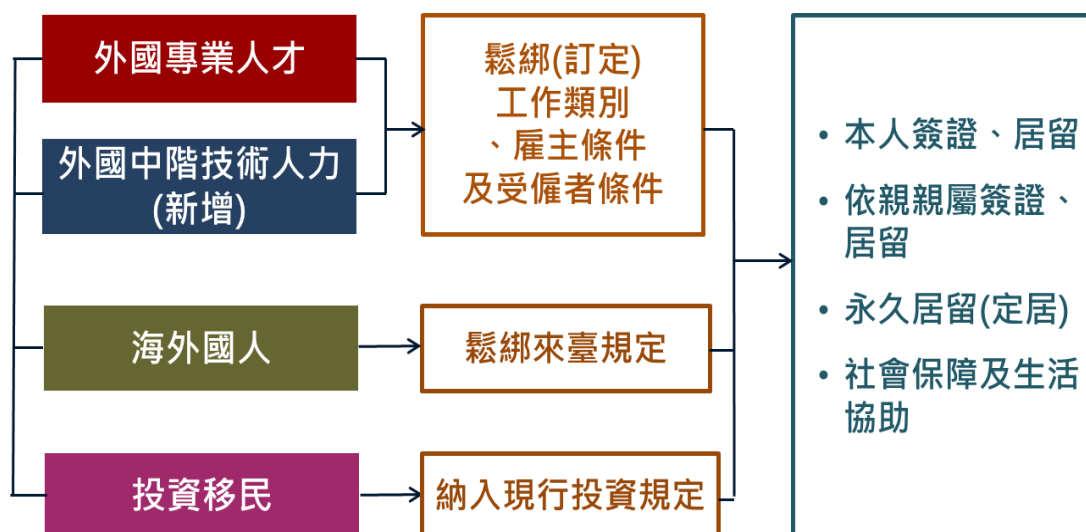 外國專業人才
外國中階技術人力
(新增)
海外國人
投資移民
鬆綁(訂定)
工作類別
、雇主條件
及受僱者條件
鬆綁來臺規定
納入現行投資規定
• 本人簽證、居留
• 依親親屬簽證、
居留
• 永久居留(定居)
• 社會保障及生活
協助